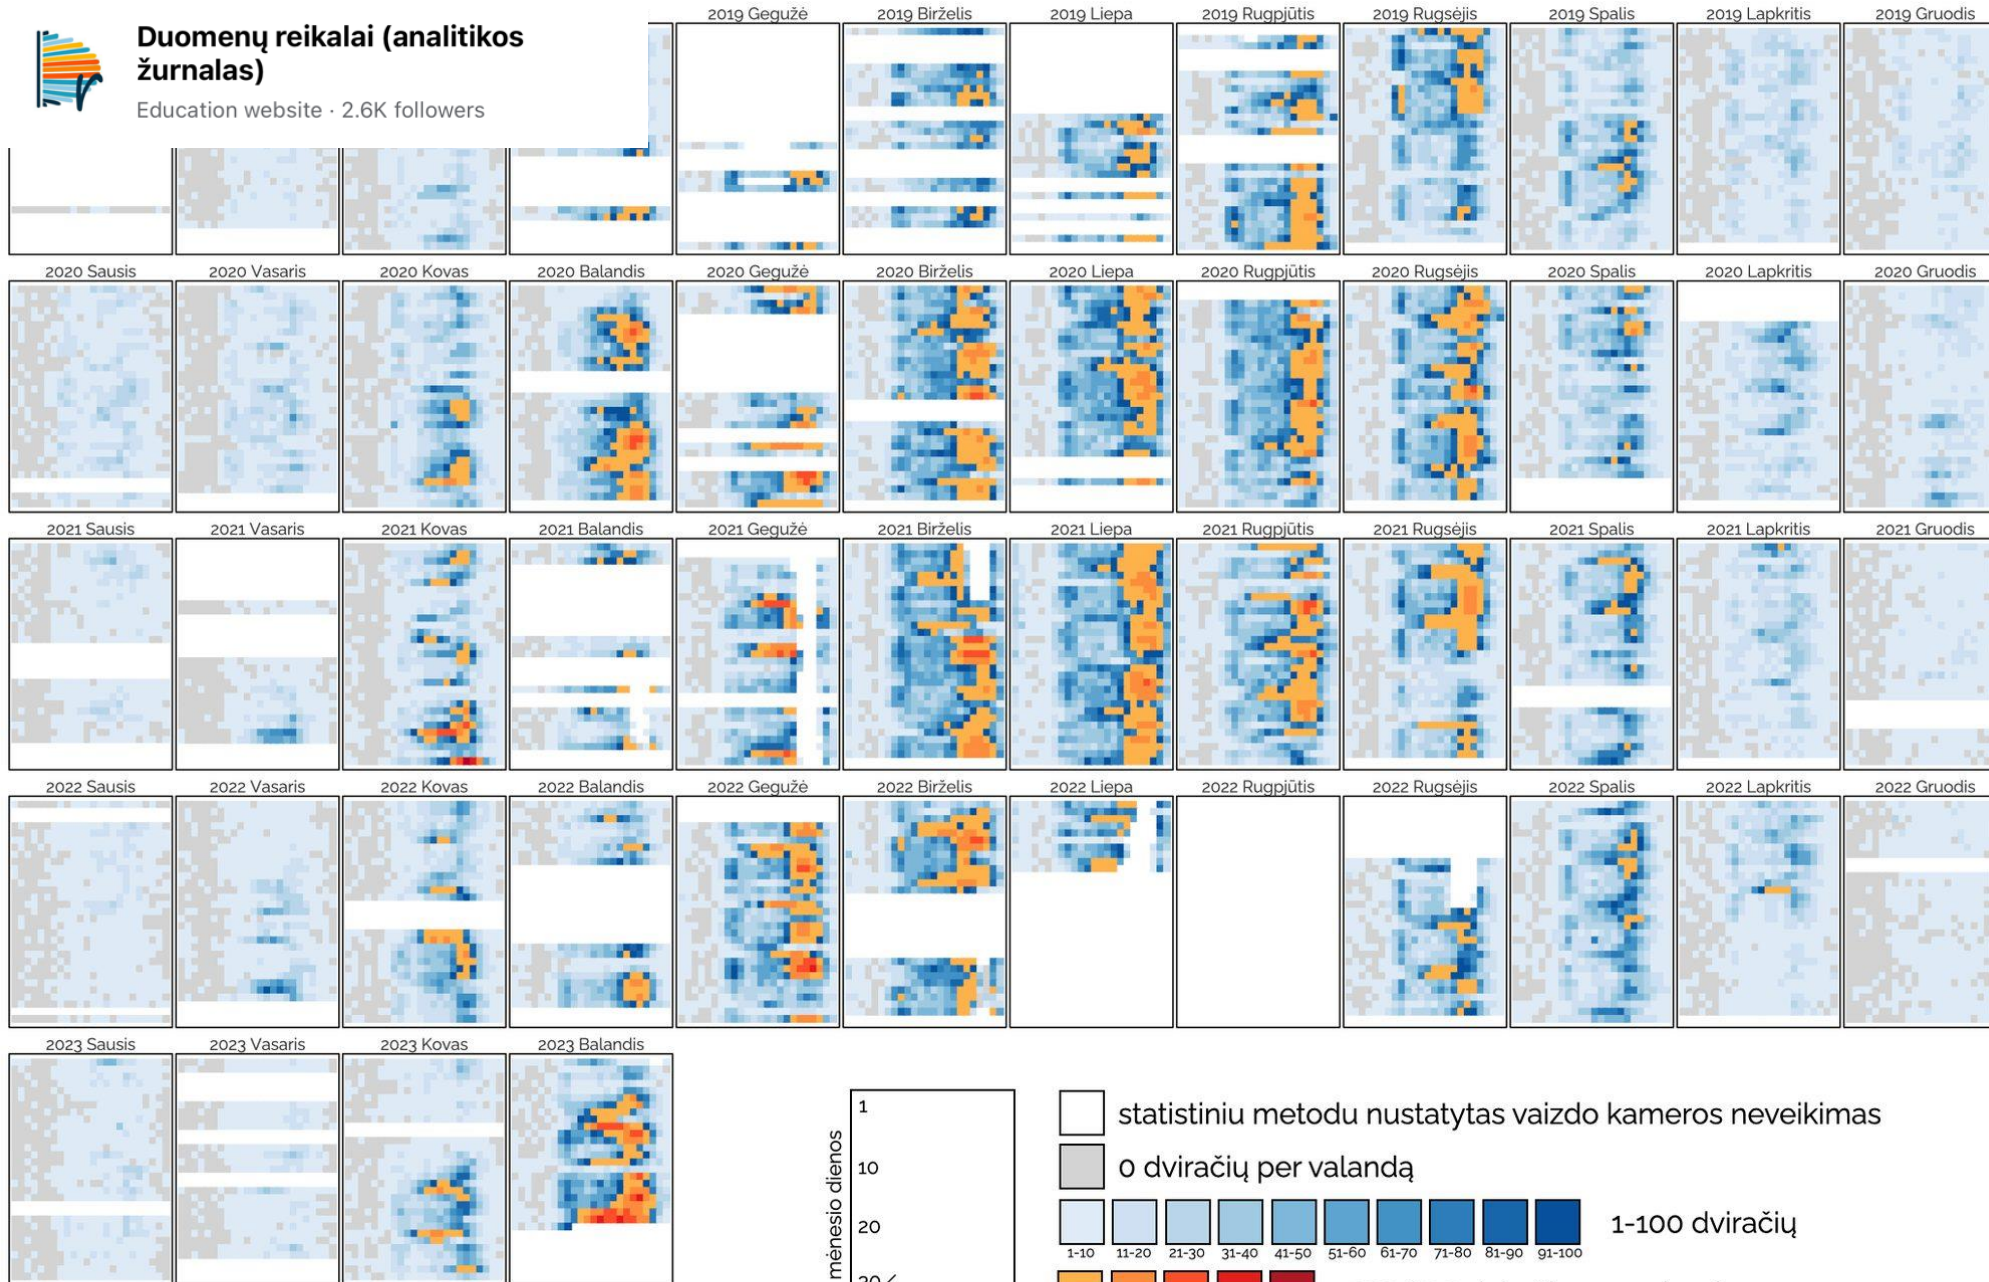 Duomenų reikalai (analitikos
žurnalas)
Education website · 2.6K followers
2019 Gegužė
2019 Birželis
2019 Liepa
2019 Rugpjūtis
2019 Rugsėjis
2019 Spalis
2019 Lapkritis
2019 Gruodis
2020 Sausis
2020 Vasaris
2020 Kovas
2020 Balandis
2020 Gegužė
2020 Birželis
2020 Liepa
2020 Rugpjūtis
2020 Rugsėjis
2020 Spalis
2020 Lapkritis
2020 Gruodis
2021 Sausis
2021 Vasaris
2021 Kovas
2021 Balandis
2021 Gegužė
2021 Birželis
2021 Liepa
2021 Rugpjūtis
2021 Rugsėjis
2021 Spalis
2021 Lapkritis
2021 Gruodis
2022 Sausis
2022 Vasaris
2022 Kovas
2022 Balandis
2022 Gegužė
2022 Birželis
2022 Liepa
2022 Rugpjūtis
2022 Rugsėjis
2022 Spalis
2022 Lapkritis
2022 Gruodis
2023 Sausis
2023 Vasaris
2023 Kovas
2023 Balandis
mėnesio dienos
1
10
20
statistiniu metodu nustatytas vaizdo kameros neveikimas
0 dviračių per valandą
1-100 dviračių
1-10
11-20
21-30
31-40
41-50
51-60
61-70
71-80
81-90
91-100